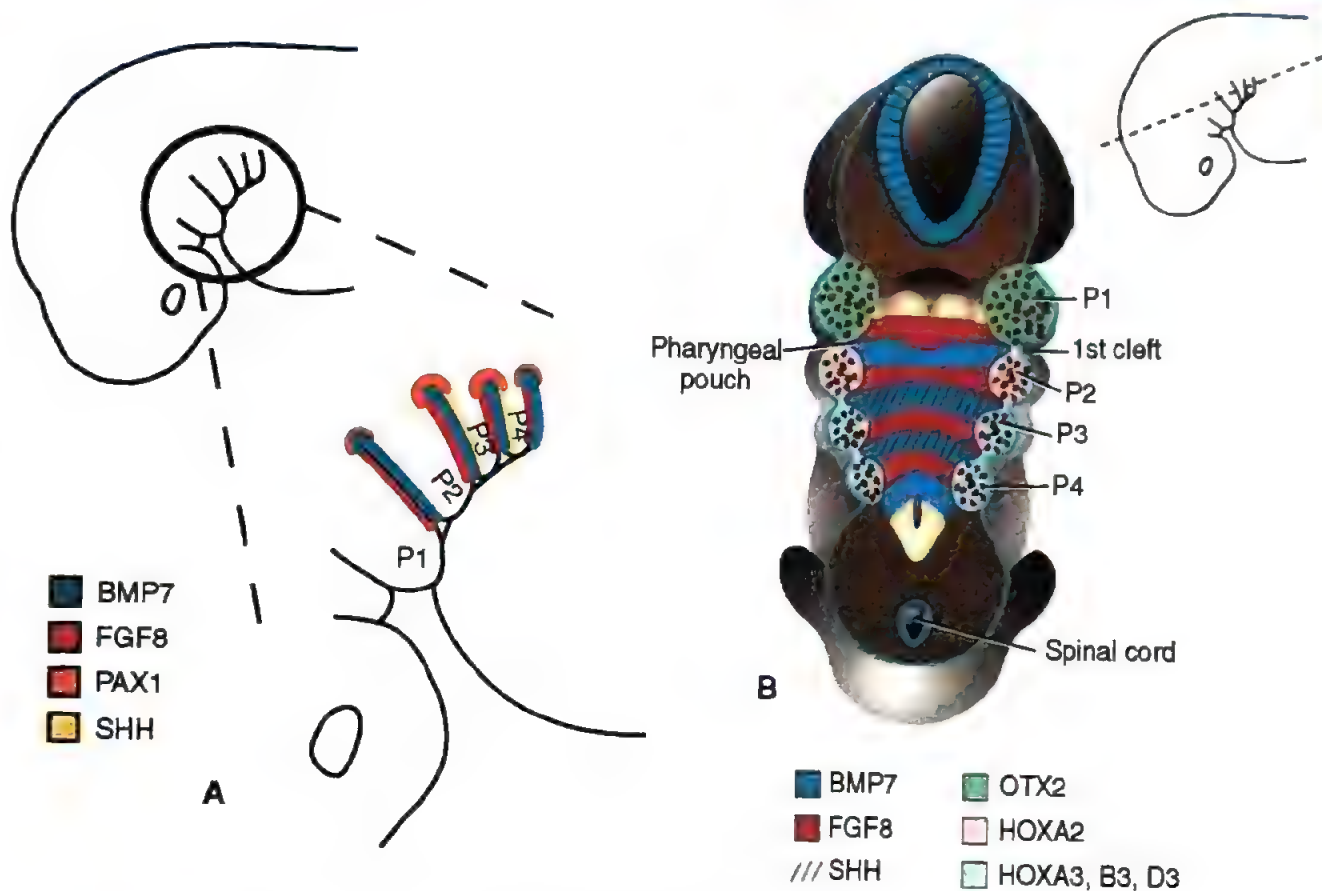 P1
P2
P3
P4
BMP7
FGF8
PAX1
SHH
A
Pharyngeal
pouch
P1
1st cleft
P2
P3
P4
Spinal cord
B
BMP7
FGF8
SHH
OTX2
HOXA2
HOXA3, B3, D3